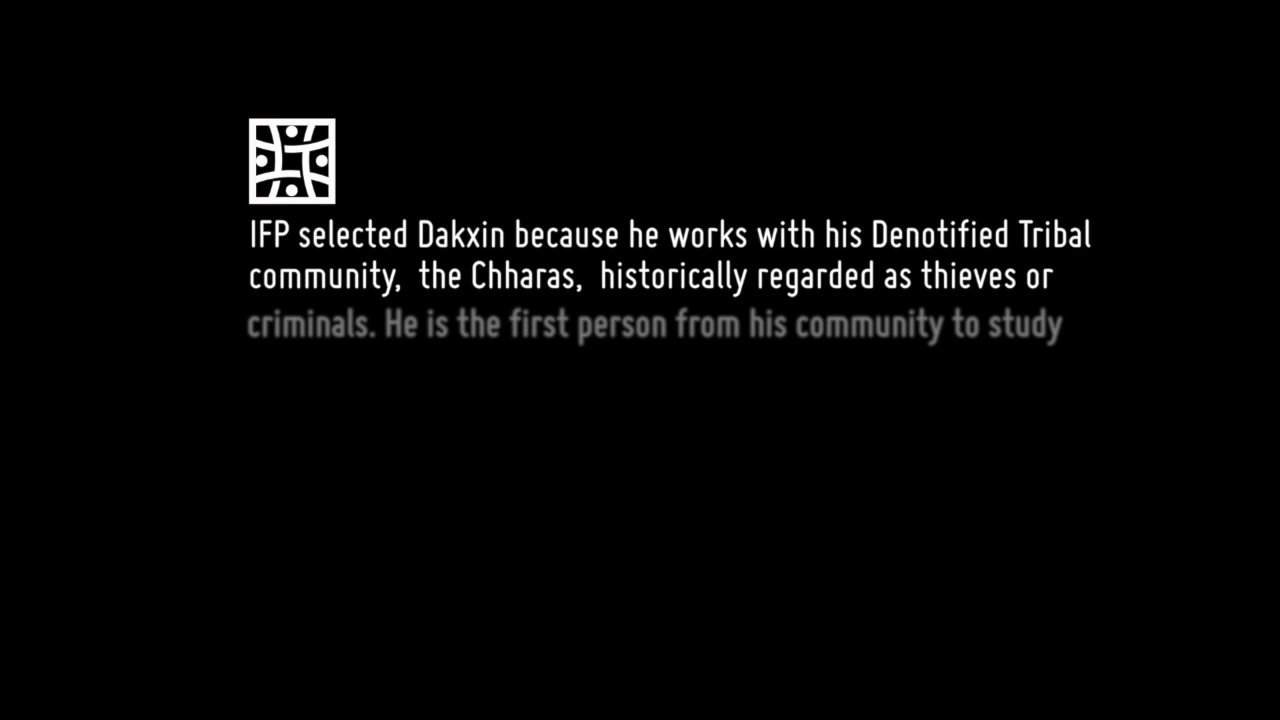 IFP selected Dakxin because he works with his Denotified Tribal
community, the Chharas, historically regarded as thieves or
criminals. He is the first person from his community to study